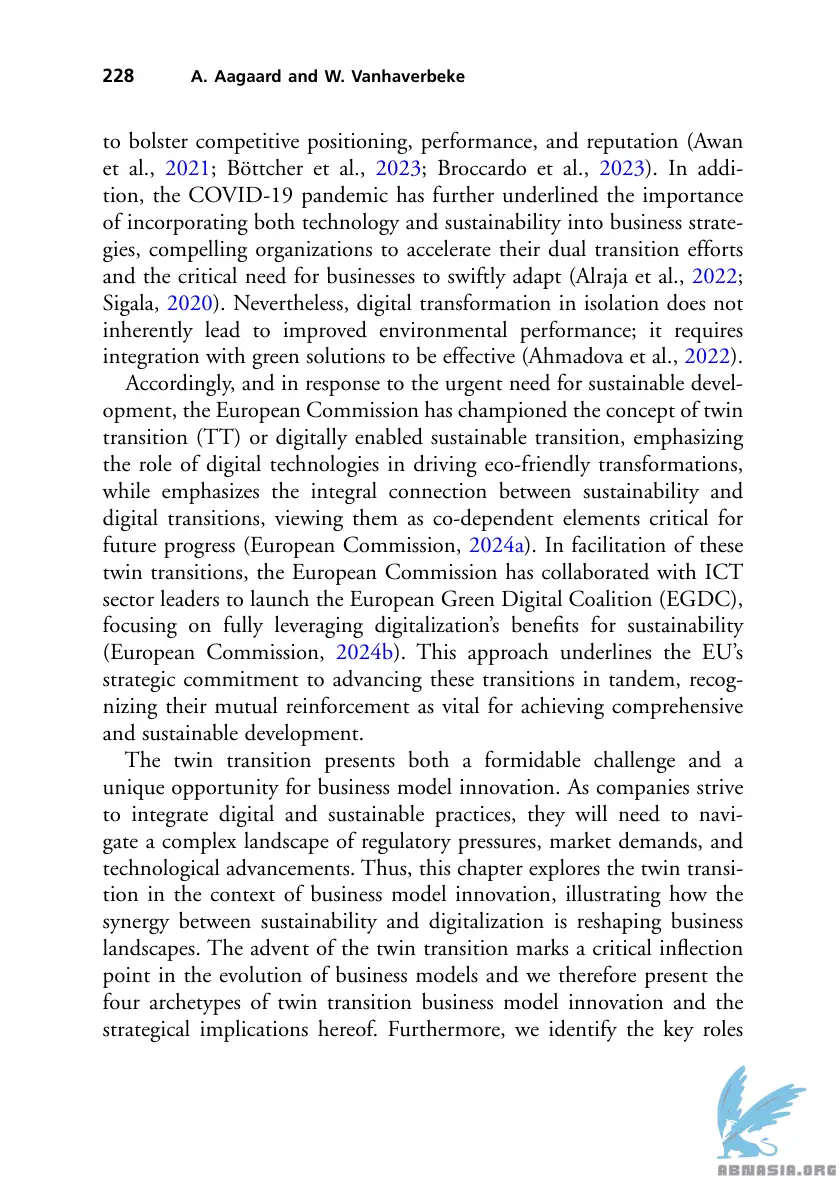 228 A. Aagaard and W. Vanhaverbeke
to bolster competitive positioning, performance, and reputation (Awan
et al., 2021; Böttcher et al., 2023; Broccardo et al., 2023). In addi-
tion, the COVID-19 pandemic has further underlined the importance
of incorporating both technology and sustainability into business strate-
gies, compelling organizations to accelerate their dual transition efforts
and the critical need for businesses to swiftly adapt (Alraja et al., 2022;
Sigala, 2020). Nevertheless, digital transformation in isolation does not
inherently lead to improved environmental performance; it requires
integration with green solutions to be effective (Ahmadova et al., 2022).
Accordingly, and in response to the urgent need for sustainable devel-
opment, the European Commission has championed the concept of twin
transition (TT) or digitally enabled sustainable transition, emphasizing
the role of digital technologies in driving eco-friendly transformations,
while emphasizes the integral connection between sustainability and
digital transitions, viewing them as co-dependent elements critical for
future progress (European Commission, 2024a). In facilitation of these
twin transitions, the European Commission has collaborated with ICT
sector leaders to launch the European Green Digital Coalition (EGDC),
focusing on fully leveraging digitalization’s benefits for sustainability
(European Commission, 2024b). This approach underlines the EU’s
strategic commitment to advancing these transitions in tandem, recog-
nizing their mutual reinforcement as vital for achieving comprehensive
and sustainable development.
The twin transition presents both a formidable challenge and a
unique opportunity for business model innovation. As companies strive
to integrate digital and sustainable practices, they will need to navi-
gate a complex landscape of regulatory pressures, market demands, and
technological advancements. Thus, this chapter explores the twin transi-
tion in the context of business model innovation, illustrating how the
synergy between sustainability and digitalization is reshaping business
landscapes. The advent of the twin transition marks a critical inflection
point in the evolution of business models and we therefore present the
four archetypes of twin transition business model innovation and the
strategical implications hereof. Furthermore, we identify the key roles
ABNASIA.ORG